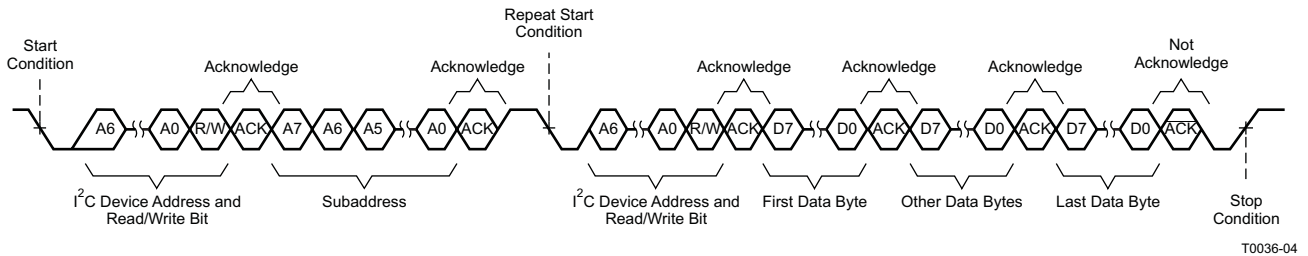 Repeat Start
Condition
Start
Condition
Not
Acknowledge
Acknowledge
Acknowledge
Acknowledge
Acknowledge
Acknowledge
A6 A0 R/W ACK A7 A6 A5 A0 ACK A6 A0 R/W ACK D7 D0 ACK D7 D0 ACK D7 D0 ACK
I²C Device Address and
Read/Write Bit
Subaddress
I²C Device Address and
Read/Write Bit
First Data Byte
Other Data Bytes
Last Data Byte
Stop
Condition
T0036-04